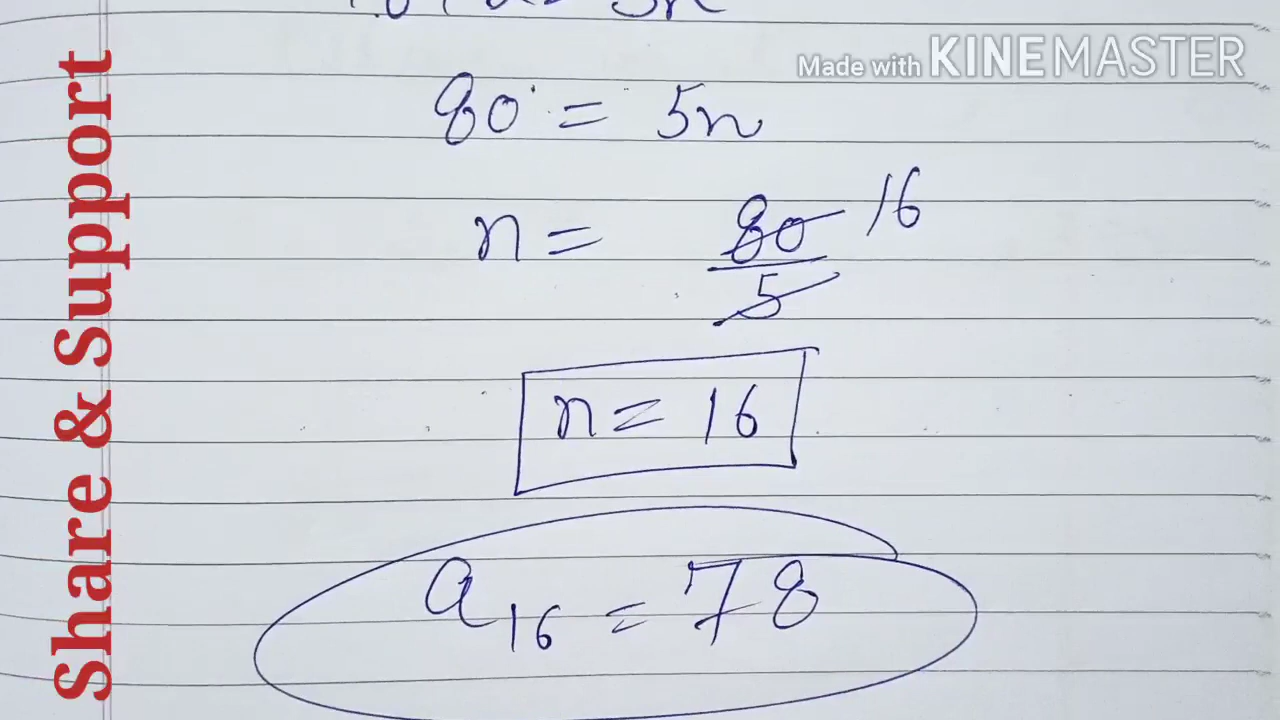 Made with KINEMASTER
80 = 5n
n = 80/5 16
n = 16
a₁₆ = 78
Share & Support